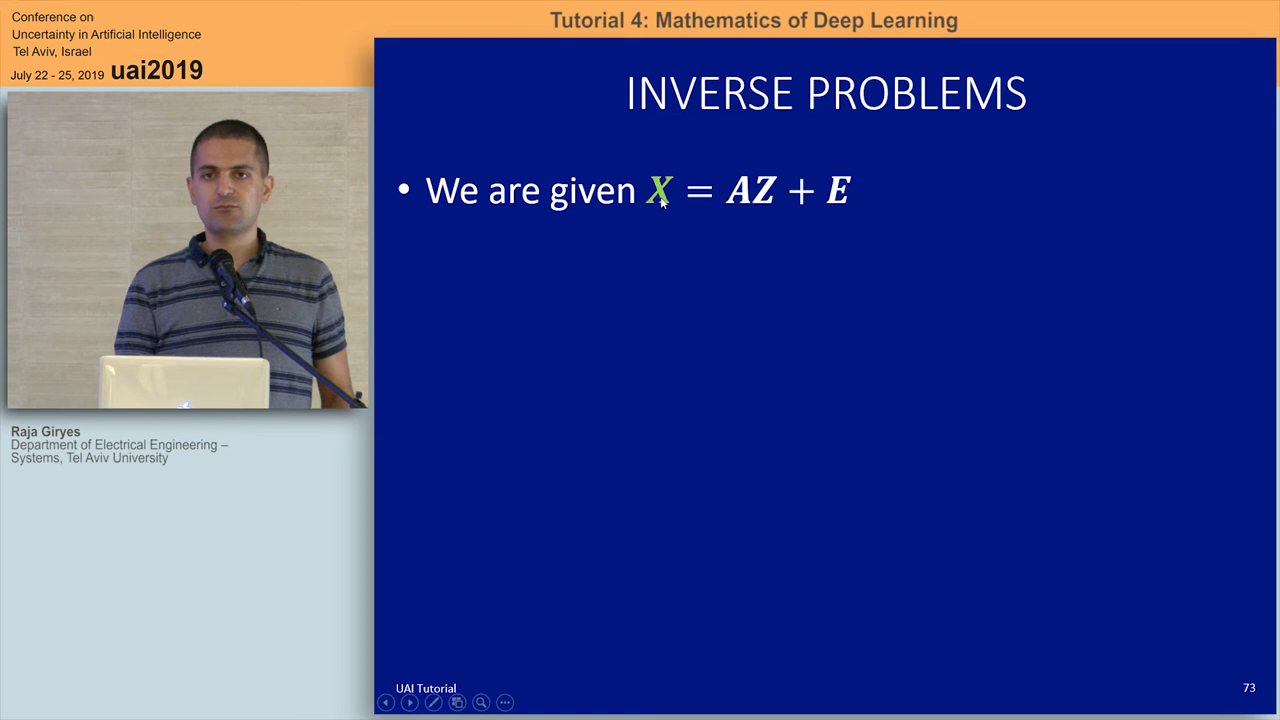 Conference on
Uncertainty in Artificial Intelligence
Tel Aviv, Israel
July 22 - 25, 2019 uai2019
Tutorial 4: Mathematics of Deep Learning
INVERSE PROBLEMS
• We are given X = AZ + E
Raja Giryes
Department of Electrical Engineering –
Systems, Tel Aviv University
UAI Tutorial
73